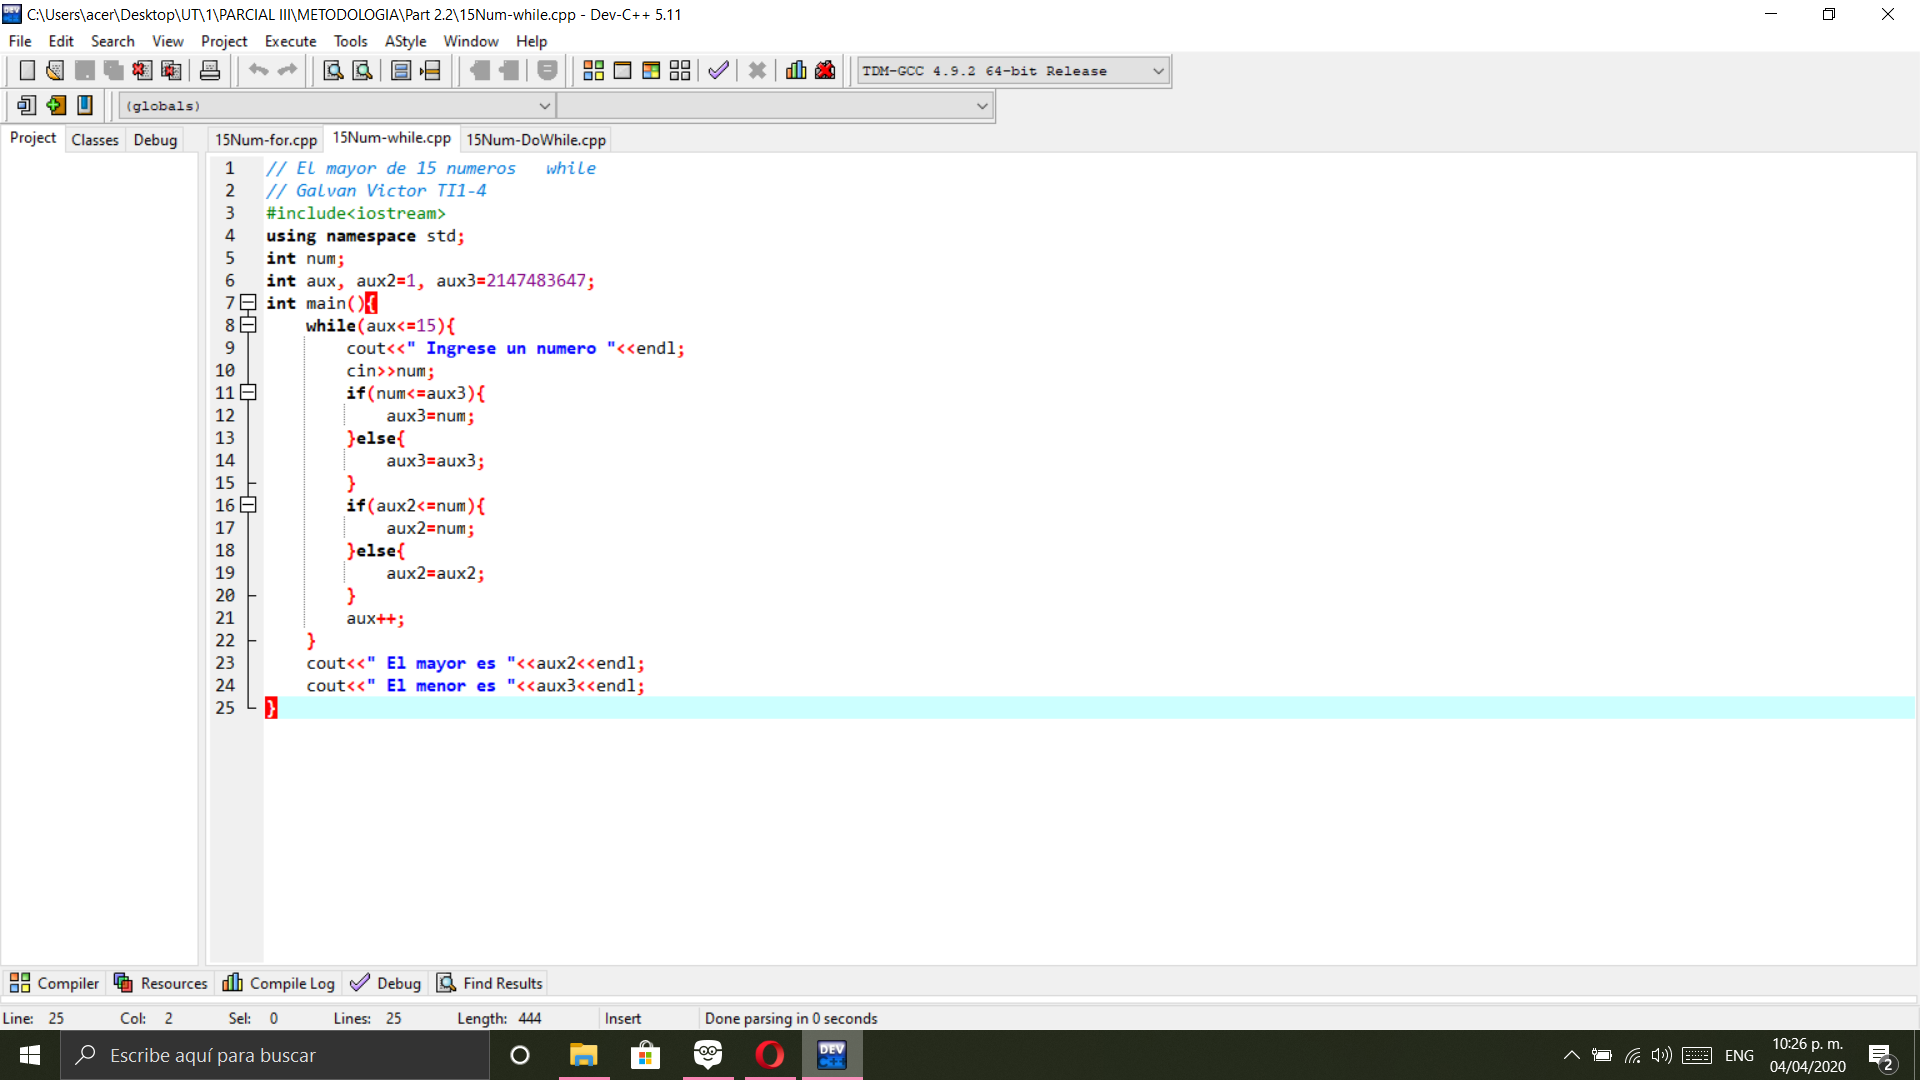 C:\Users\acer\Desktop\UT\1\PARCIAL III\METODOLOGIA\Part 2.2\15Num-while.cpp - Dev-C++ 5.11
File Edit Search View Project Execute Tools AStyle Window Help
TDM-GCC 4.9.2 64-bit Release
(globals)
Project Classes Debug 15Num-for.cpp 15Num-while.cpp 15Num-DoWhile.cpp
1 // El mayor de 15 numeros   while
2 // Galvan Victor TI1-4
3 #include<iostream>
4 using namespace std;
5 int num;
6 int aux, aux2=1, aux3=2147483647;
7 int main(){
8     while(aux<=15){
9         cout<<" Ingrese un numero "<<endl;
10         cin>>num;
11         if(num<=aux3){
12             aux3=num;
13         }else{
14             aux3=aux3;
15         }
16         if(aux2<=num){
17             aux2=num;
18         }else{
19             aux2=aux2;
20         }
21         aux++;
22     }
23     cout<<" El mayor es "<<aux2<<endl;
24     cout<<" El menor es "<<aux3<<endl;
25 }
Compiler Resources Compile Log Debug Find Results
Line: 25 Col: 2 Sel: 0 Lines: 25 Length: 444 Insert Done parsing in 0 seconds
Escribe aquí para buscar
DEV C++
ENG
10:26 p. m.
04/04/2020
2